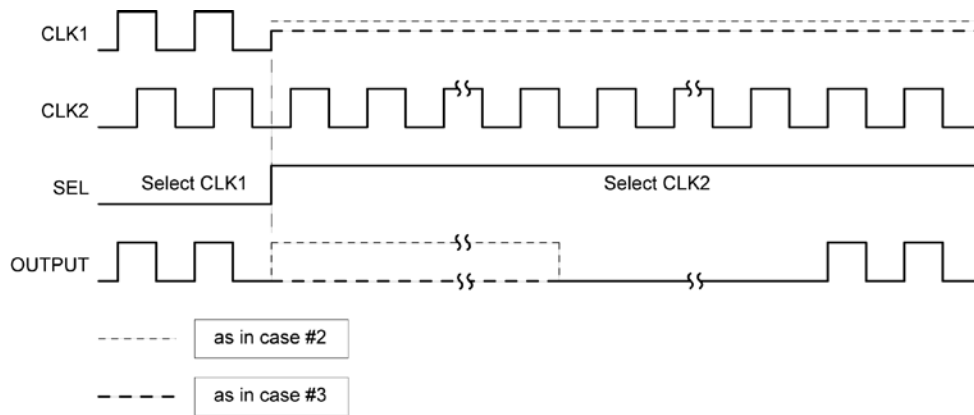 CLK1
CLK2
SEL
Select CLK1
Select CLK2
OUTPUT
as in case #2
as in case #3